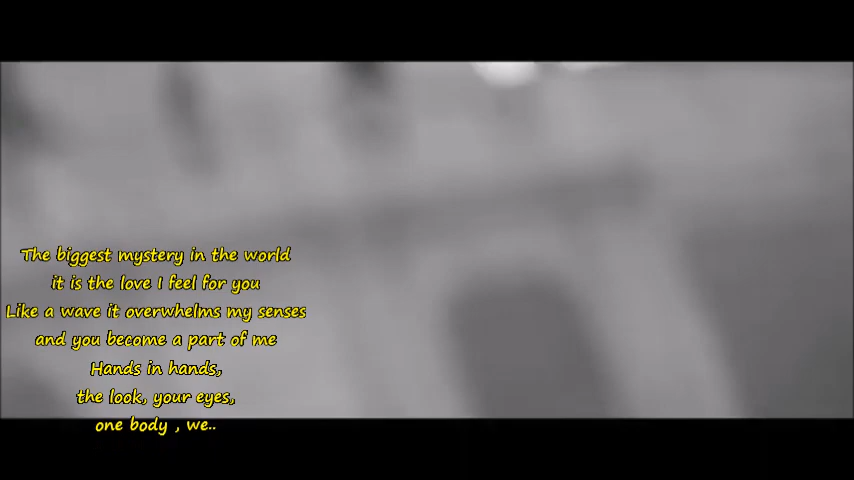 The biggest mystery in the world
it is the love I feel for you
Like a wave it overwhelms my senses
and you become a part of me
Hands in hands,
the look, your eyes,
one body , we..